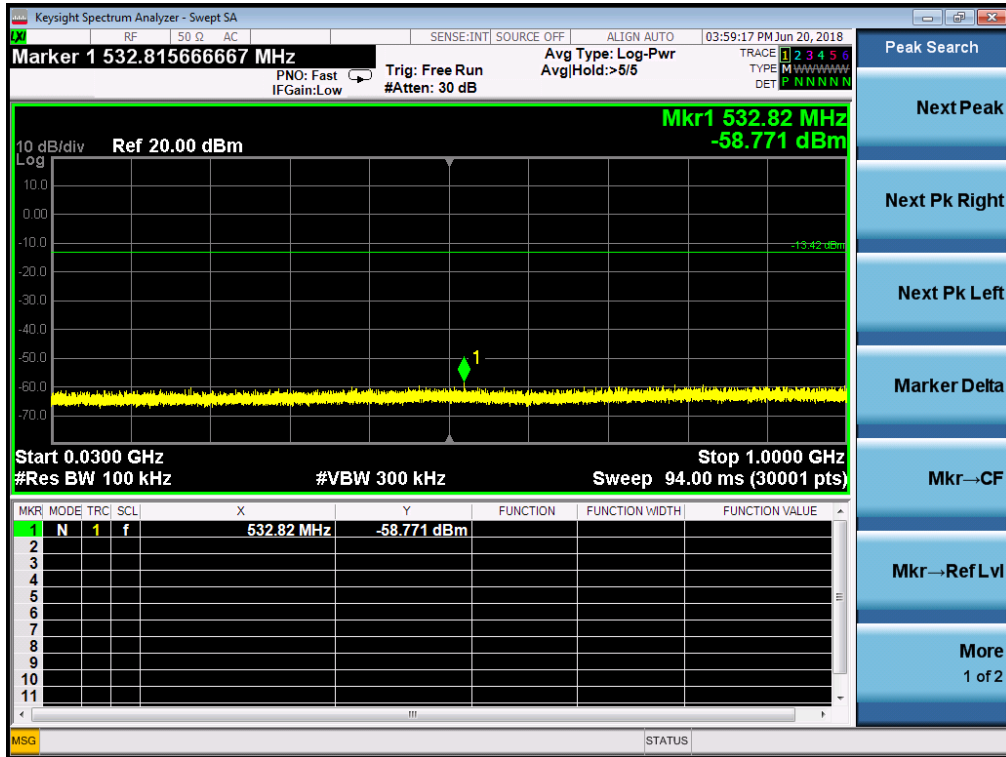 Keysight Spectrum Analyzer - Swept SA
LXI RF 50 Ω AC SENSE:INT SOURCE OFF ALIGN AUTO 03:59:17 PM Jun 20, 2018
Marker 1 532.815666667 MHz
PNO: Fast
IFGain:Low
Trig: Free Run
#Atten: 30 dB
Avg Type: Log-Pwr
Avg|Hold:>5/5
TRACE 1 2 3 4 5 6
TYPE M WWWWW
DET P N N N N N
Peak Search
Next Peak
Next Pk Right
Next Pk Left
Marker Delta
Mkr→CF
Mkr→Ref Lvl
More
1 of 2
Mkr1 532.82 MHz
-58.771 dBm
10 dB/div Ref 20.00 dBm
Log
10.0
0.00
-10.0
-13.42 dBm
-20.0
-30.0
-40.0
-50.0
1
-60.0
-70.0
Start 0.0300 GHz Stop 1.0000 GHz
#Res BW 100 kHz #VBW 300 kHz Sweep 94.00 ms (30001 pts)
MKR MODE TRC SCL X Y FUNCTION FUNCTION WIDTH FUNCTION VALUE
1 N 1 f 532.82 MHz -58.771 dBm
2
3
4
5
6
7
8
9
10
11
MSG STATUS